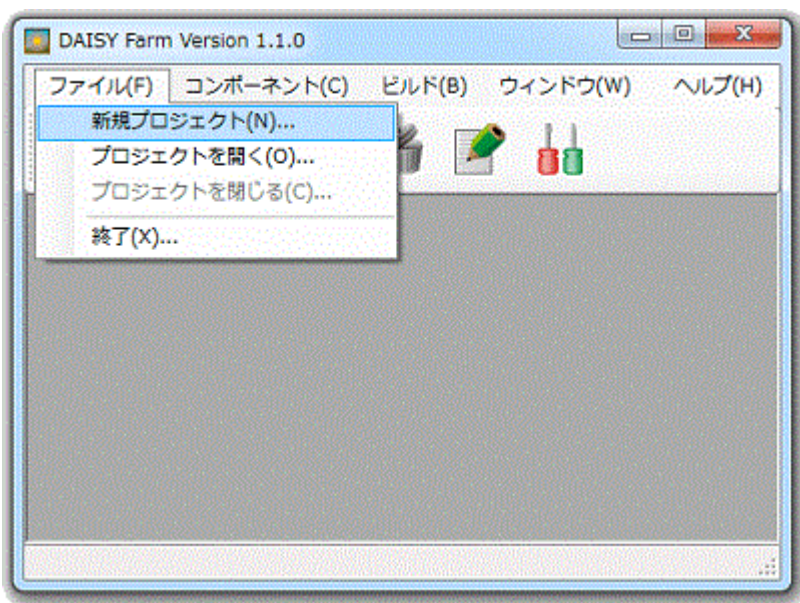 DAISY Farm Version 1.1.0
ファイル(F) コンポーネント(C) ビルド(B) ウィンドウ(W) ヘルプ(H)
新規プロジェクト(N)...
プロジェクトを開く(O)...
プロジェクトを閉じる(C)...
終了(X)...